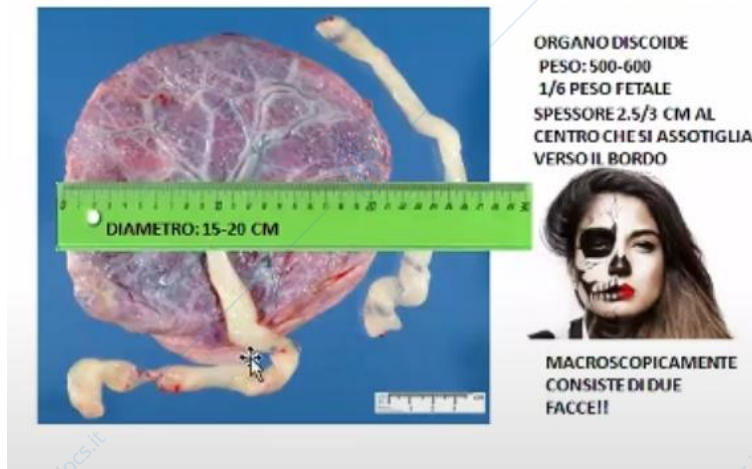 ORGANO DISCOIDE
PESO: 500-600
1/6 PESO FETALE
SPESSORE 2.5/3 CM AL
CENTRO CHE SI ASSOTIGLIA
VERSO IL BORDO
DIAMETRO: 15-20 CM
MACROSCOPICAMENTE
CONSISTE DI DUE
FACCE!!